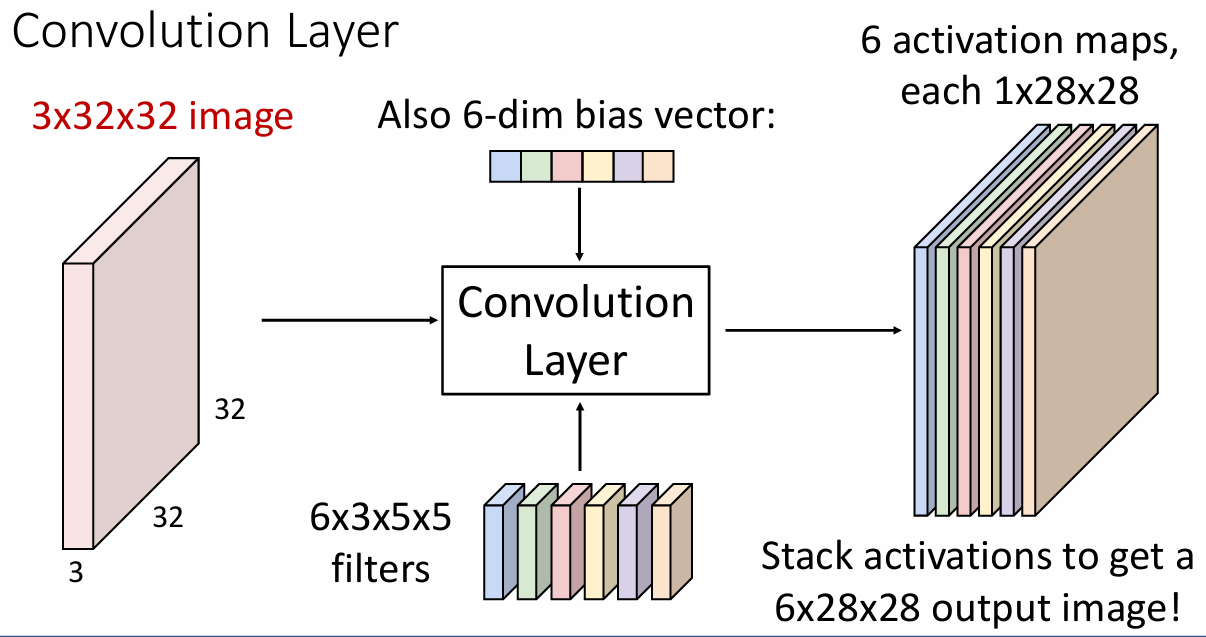 Convolution Layer
3x32x32 image
Also 6-dim bias vector:
6 activation maps,
each 1x28x28
Convolution
Layer
32
32
3
6x3x5x5
filters
Stack activations to get a
6x28x28 output image!